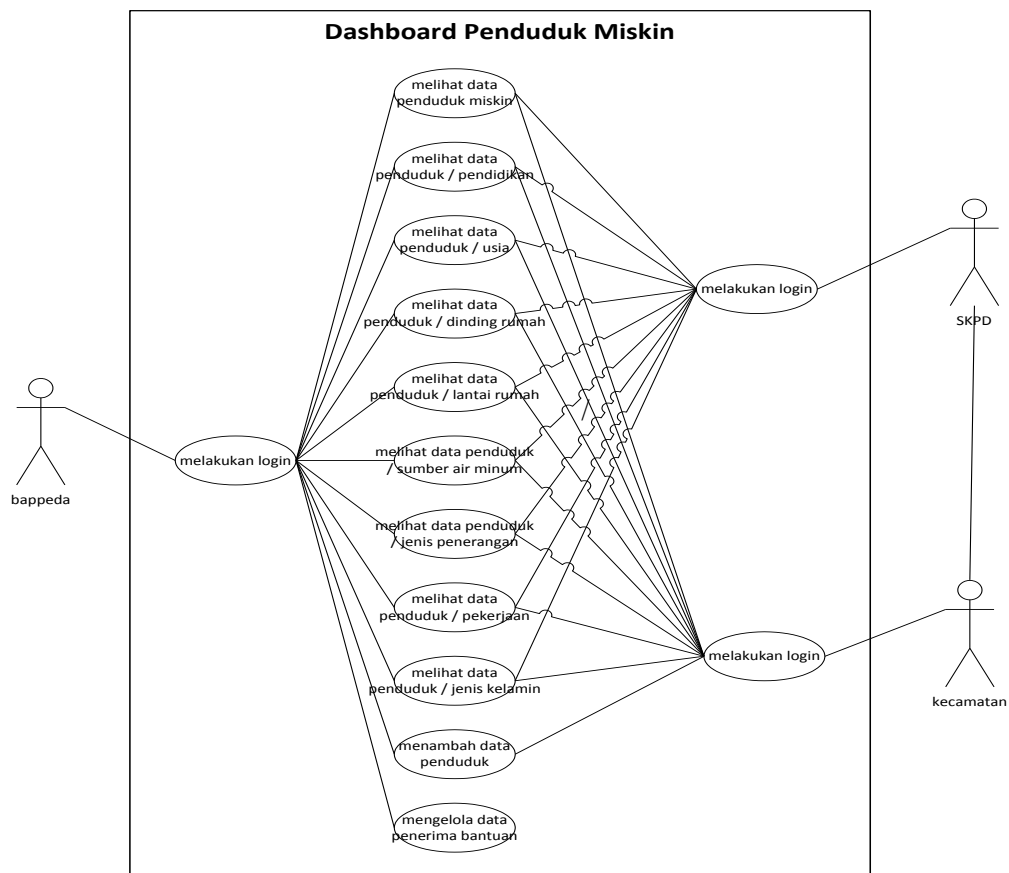 Dashboard Penduduk Miskin
melihat data
penduduk miskin
melihat data
penduduk / pendidikan
melihat data
penduduk / usia
melihat data
penduduk / dinding rumah
melihat data
penduduk / lantai rumah
melihat data penduduk
/ sumber air minum
melihat data penduduk
/ jenis penerangan
melihat data
penduduk / pekerjaan
melihat data
penduduk / jenis kelamin
menambah data
penduduk
mengelola data
penerima bantuan
melakukan login
bappeda
melakukan login
SKPD
melakukan login
kecamatan